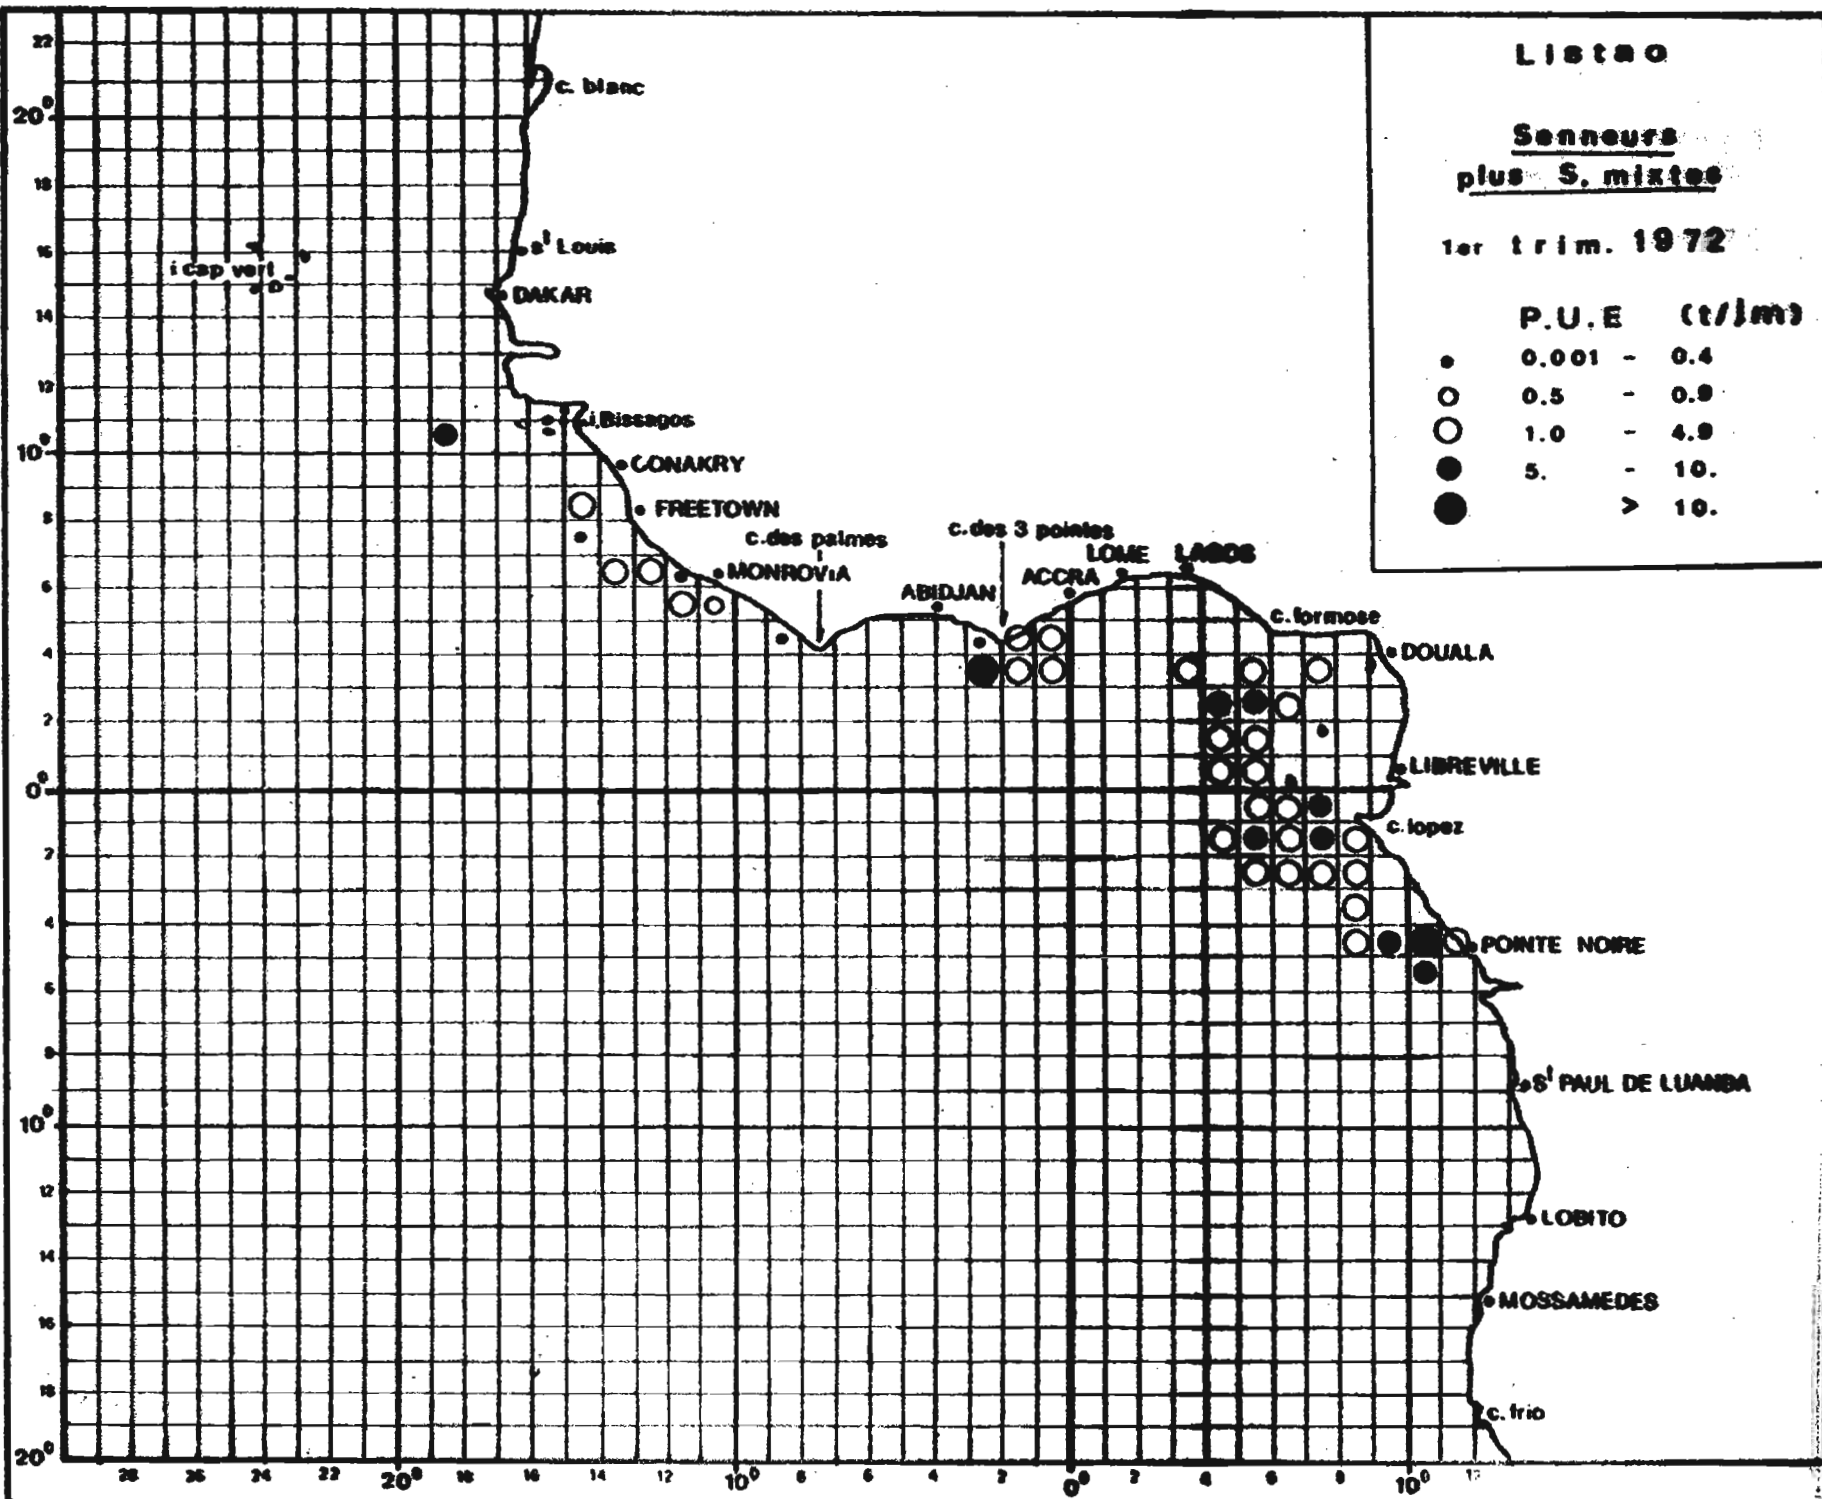 Listao
Senneurs
plus S. mixtes
1er trim. 1972
P.U.E (t/jm)
0.001 - 0.4
0.5 - 0.9
1.0 - 4.9
5. - 10.
> 10.
c. blanc
st Louis
i cap vert
DAKAR
i. Bissagos
CONAKRY
FREETOWN
c. des palmes
MONROVIA
c. des 3 pointes
ABIDJAN
ACCRA
LOME
LAGOS
c. formose
DOUALA
LIBREVILLE
c. lopez
POINTE NOIRE
St PAUL DE LUANDA
LOBITO
MOSSAMEDES
c. frio
22
20°
18
16
14
12
10°
8
6
4
2
0°
2
4
6
8
10°
12
14
16
18
20°
28 26 24 22 20° 18 16 14 12 10° 8 6 4 2 0° 2 4 6 8 10° 12